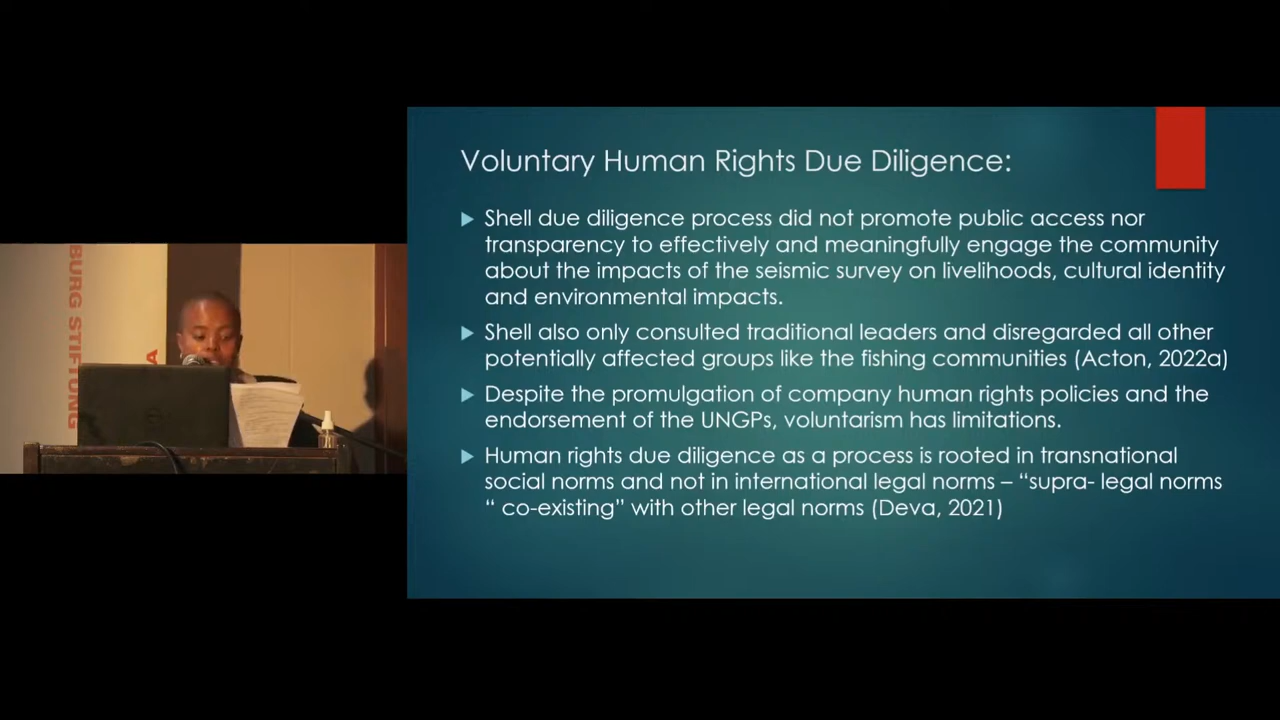 BURG STIFTUNG
A
Voluntary Human Rights Due Diligence:
Shell due diligence process did not promote public access nor
transparency to effectively and meaningfully engage the community
about the impacts of the seismic survey on livelihoods, cultural identity
and environmental impacts.
Shell also only consulted traditional leaders and disregarded all other
potentially affected groups like the fishing communities (Acton, 2022a)
Despite the promulgation of company human rights policies and the
endorsement of the UNGPs, voluntarism has limitations.
Human rights due diligence as a process is rooted in transnational
social norms and not in international legal norms – “supra- legal norms
“ co-existing” with other legal norms (Deva, 2021)